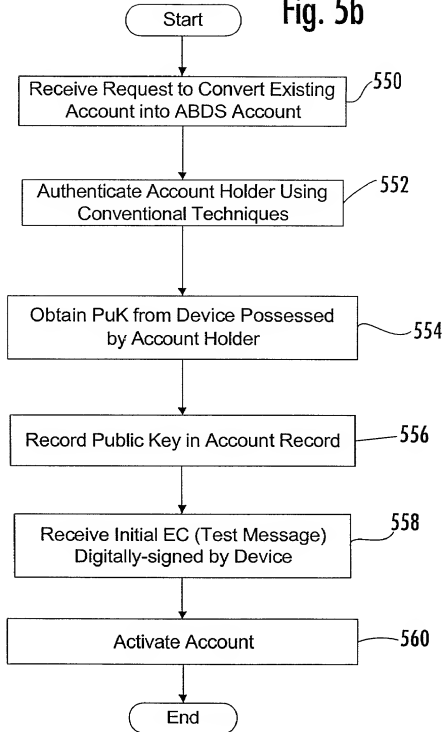 Fig. 5b
Start
Receive Request to Convert Existing
Account into ABDS Account
550
Authenticate Account Holder Using
Conventional Techniques
552
Obtain PuK from Device Possessed
by Account Holder
554
Record Public Key in Account Record
556
Receive Initial EC (Test Message)
Digitally-signed by Device
558
Activate Account
560
End